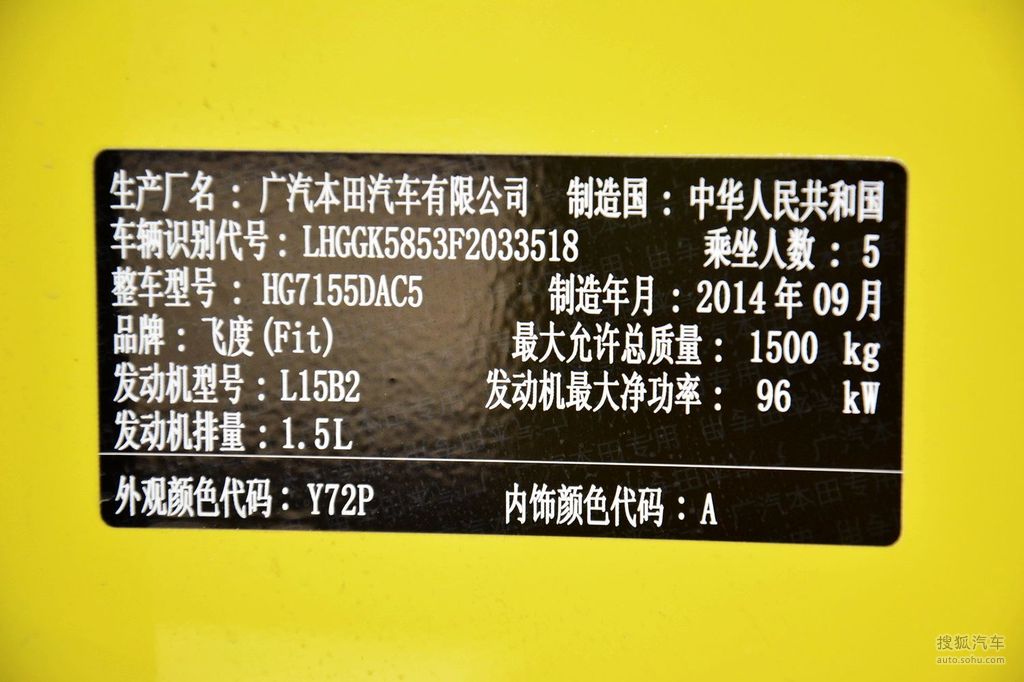 生产厂名：广汽本田汽车有限公司 制造国：中华人民共和国
车辆识别代号：LHGGK5853F2033518 乘坐人数：5
整车型号：HG7155DAC5 制造年月：2014年09月
品牌：飞度(Fit) 最大允许总质量：1500 kg
发动机型号：L15B2 发动机最大净功率：96 kW
发动机排量：1.5L
外观颜色代码：Y72P 内饰颜色代码：A
搜狐汽车
auto.sohu.com